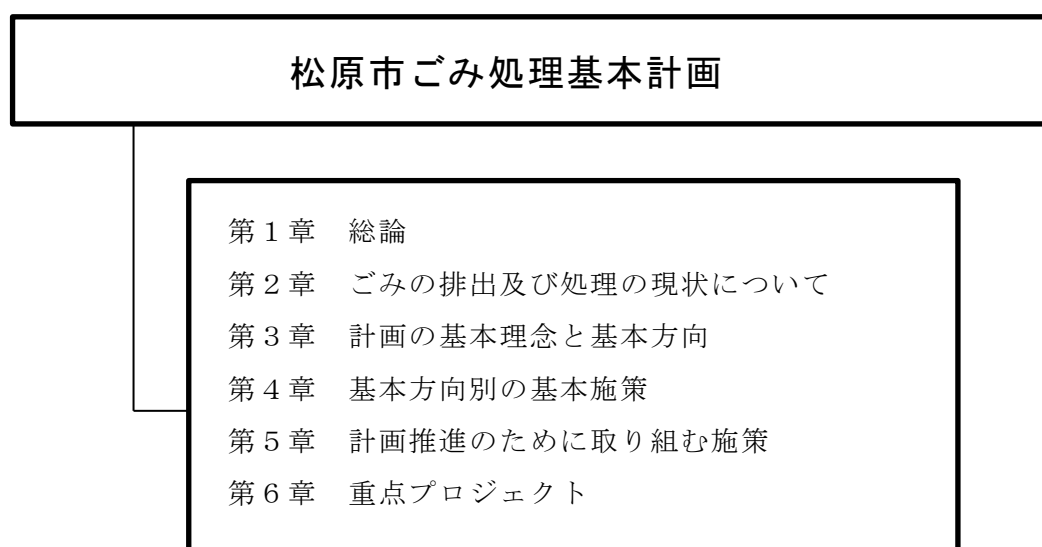 松原市ごみ処理基本計画
第１章　総論
第２章　ごみの排出及び処理の現状について
第３章　計画の基本理念と基本方向
第４章　基本方向別の基本施策
第５章　計画推進のために取り組む施策
第６章　重点プロジェクト